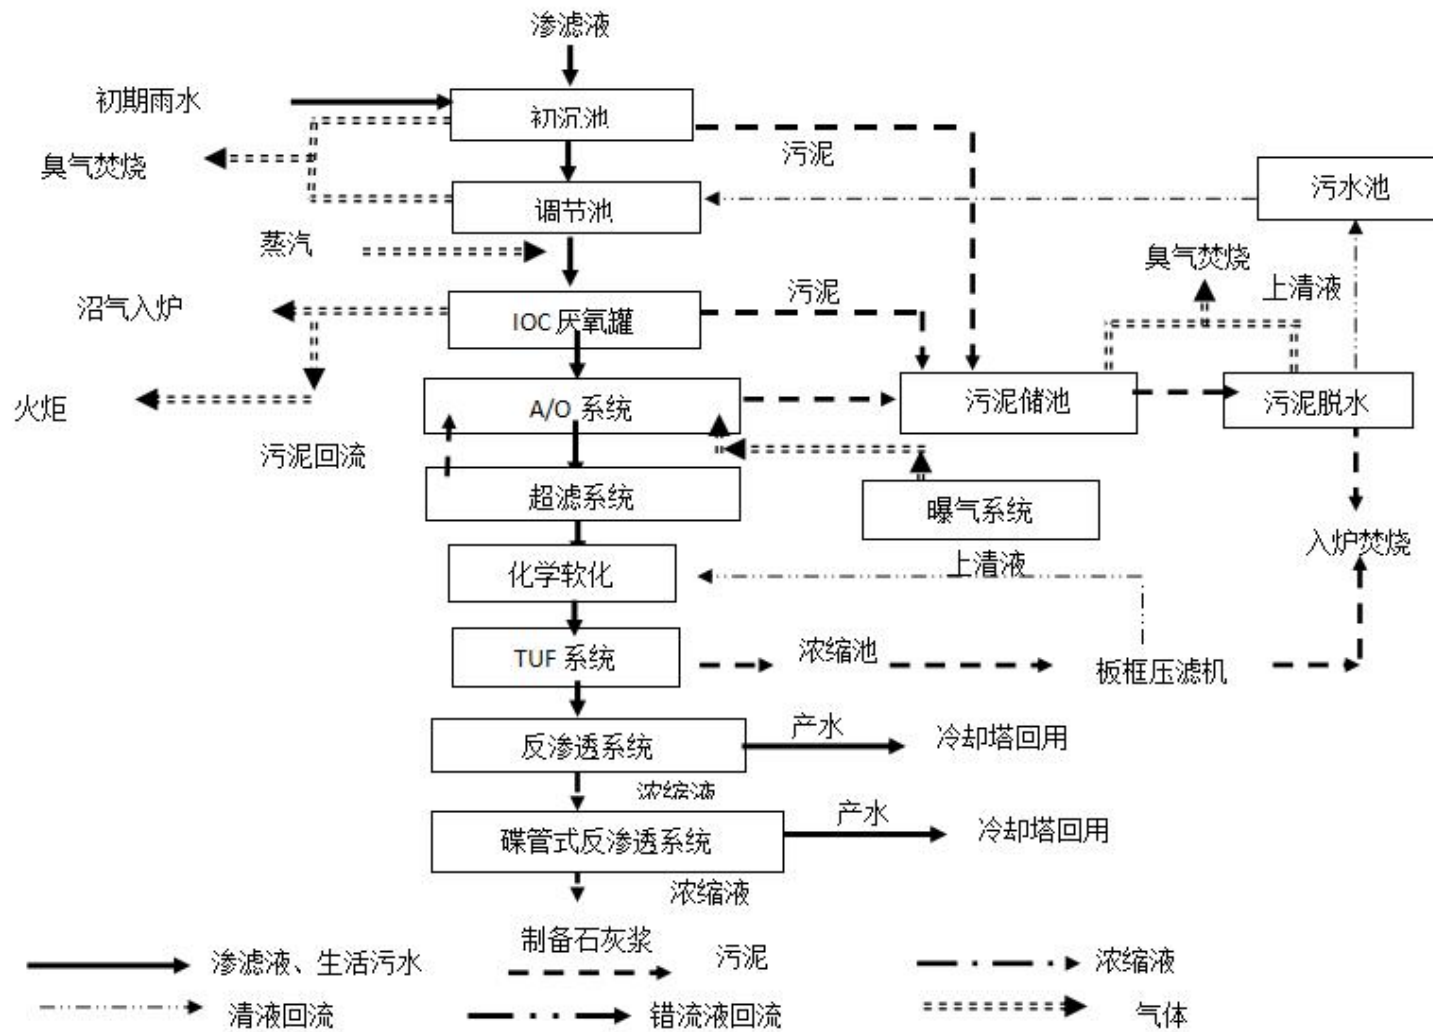 渗滤液
初期雨水
初沉池
污泥
臭气焚烧
污水池
调节池
蒸汽
臭气焚烧
上清液
沼气入炉
污泥
IOC 厌氧罐
火炬
A/O 系统
污泥储池
污泥脱水
污泥回流
超滤系统
曝气系统
入炉焚烧
化学软化
上清液
TUF 系统
浓缩池
板框压滤机
反渗透系统
产水
冷却塔回用
浓缩液
碟管式反渗透系统
产水
冷却塔回用
浓缩液
制备石灰浆
渗滤液、生活污水
污泥
浓缩液
清液回流
错流液回流
气体